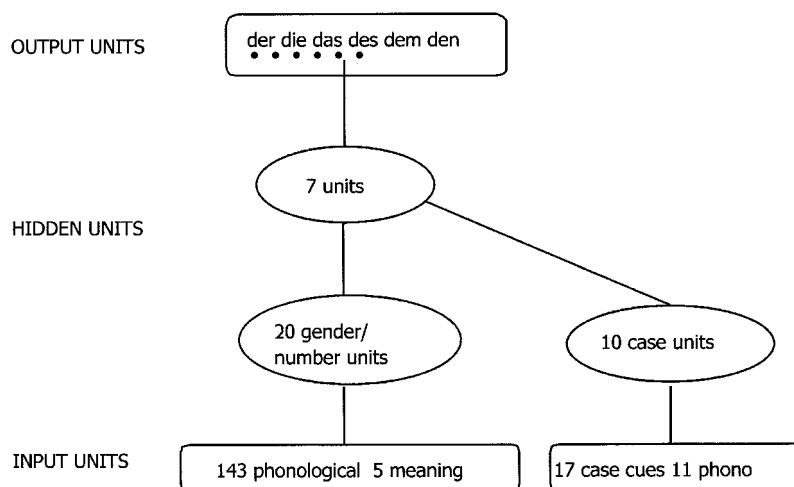 OUTPUT UNITS
der die das des dem den
7 units
HIDDEN UNITS
20 gender/
number units
10 case units
INPUT UNITS
143 phonological 5 meaning
17 case cues 11 phono